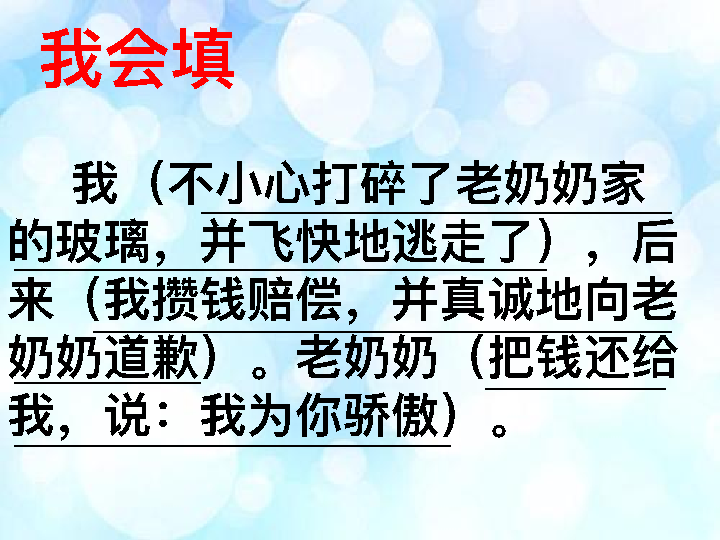 我会填
我（不小心打碎了老奶奶家
的玻璃，并飞快地逃走了），后
来（我攒钱赔偿，并真诚地向老
奶奶道歉）。老奶奶（把钱还给
我，说：我为你骄傲）。